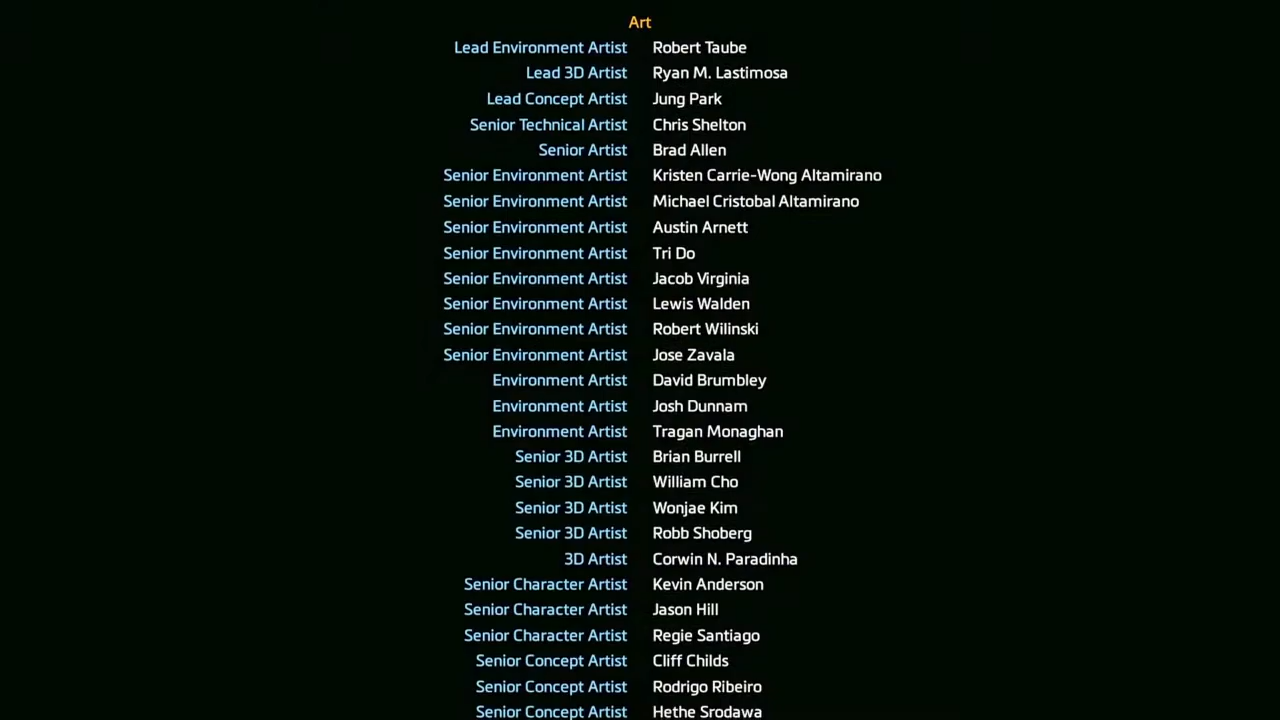 Art
Lead Environment Artist Robert Taube
Lead 3D Artist Ryan M. Lastimosa
Lead Concept Artist Jung Park
Senior Technical Artist Chris Shelton
Senior Artist Brad Allen
Senior Environment Artist Kristen Carrie-Wong Altamirano
Senior Environment Artist Michael Cristobal Altamirano
Senior Environment Artist Austin Arnett
Senior Environment Artist Tri Do
Senior Environment Artist Jacob Virginia
Senior Environment Artist Lewis Walden
Senior Environment Artist Robert Wilinski
Senior Environment Artist Jose Zavala
Environment Artist David Brumbley
Environment Artist Josh Dunnam
Environment Artist Tragan Monaghan
Senior 3D Artist Brian Burrell
Senior 3D Artist William Cho
Senior 3D Artist Wonjae Kim
Senior 3D Artist Robb Shoberg
3D Artist Corwin N. Paradinha
Senior Character Artist Kevin Anderson
Senior Character Artist Jason Hill
Senior Character Artist Regie Santiago
Senior Concept Artist Cliff Childs
Senior Concept Artist Rodrigo Ribeiro
Senior Concept Artist Hethe Srodawa